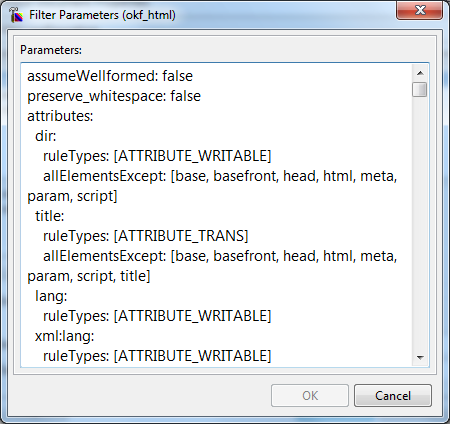 Filter Parameters (okf_html)
Parameters:
assumeWellformed: false
preserve_whitespace: false
attributes:
dir:
ruleTypes: [ATTRIBUTE_WRITABLE]
allElementsExcept: [base, basefront, head, html, meta,
param, script]
title:
ruleTypes: [ATTRIBUTE_TRANS]
allElementsExcept: [base, basefront, head, html, meta,
param, script, title]
lang:
ruleTypes: [ATTRIBUTE_WRITABLE]
xml:lang:
ruleTypes: [ATTRIBUTE_WRITABLE]
OK Cancel